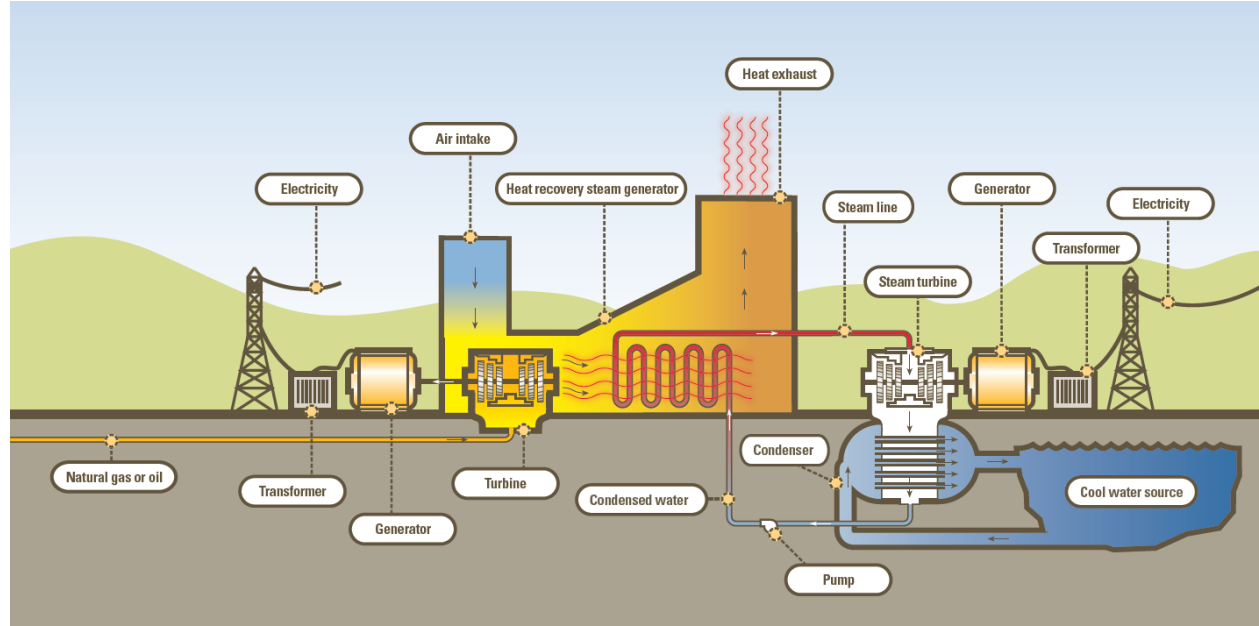 Heat exhaust
Air intake
Electricity
Heat recovery steam generator
Steam line
Generator
Electricity
Transformer
Steam turbine
Natural gas or oil
Transformer
Generator
Turbine
Condensed water
Condenser
Cool water source
Pump